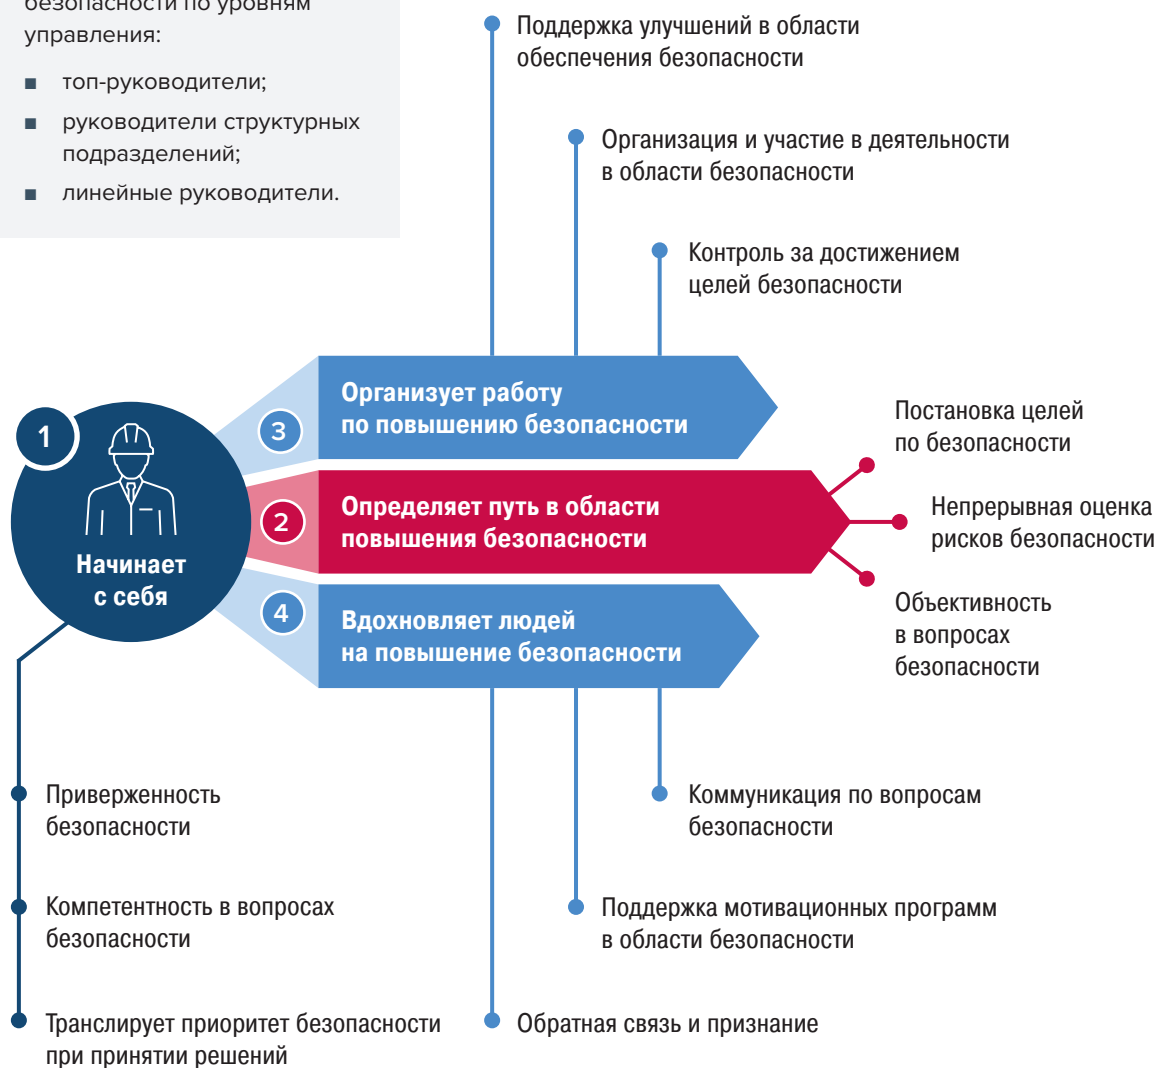 безопасности по уровням
управления:
■ топ-руководители;
■ руководители структурных
подразделений;
■ линейные руководители.
Поддержка улучшений в области
обеспечения безопасности
Организация и участие в деятельности
в области безопасности
Контроль за достижением
целей безопасности
1
Начинает
с себя
3
Организует работу
по повышению безопасности
2
Определяет путь в области
повышения безопасности
4
Вдохновляет людей
на повышение безопасности
Постановка целей
по безопасности
Непрерывная оценка
рисков безопасности
Объективность
в вопросах
безопасности
Приверженность
безопасности
Компетентность в вопросах
безопасности
Транслирует приоритет безопасности
при принятии решений
Коммуникация по вопросам
безопасности
Поддержка мотивационных программ
в области безопасности
Обратная связь и признание